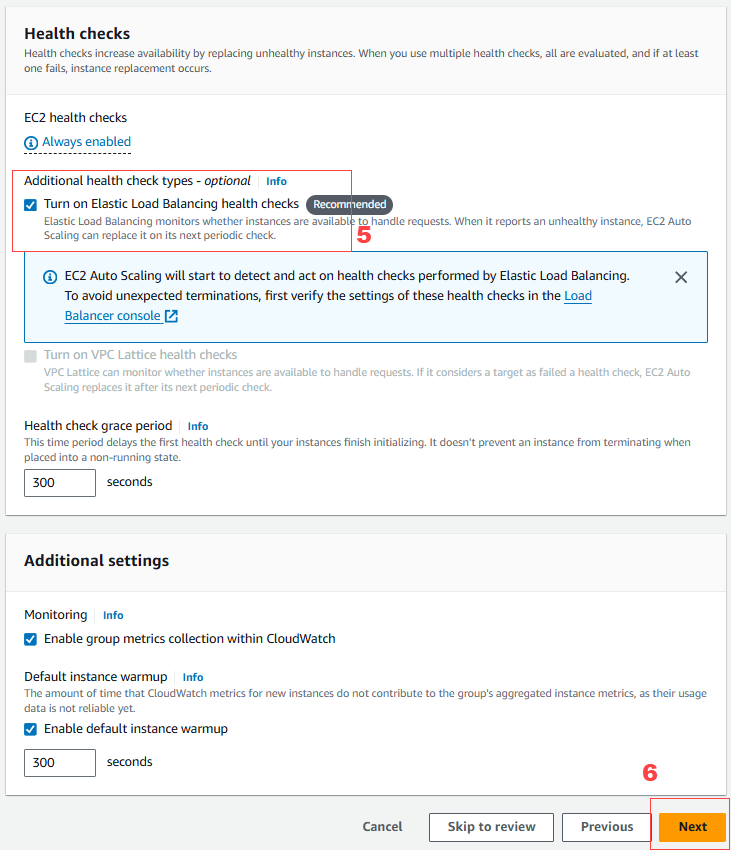 Health checks
Health checks increase availability by replacing unhealthy instances. When you use multiple health checks, all are evaluated, and if at least
one fails, instance replacement occurs.
EC2 health checks
Always enabled
Additional health check types - optional Info
Turn on Elastic Load Balancing health checks Recommended
Elastic Load Balancing monitors whether instances are available to handle requests. When it reports an unhealthy instance, EC2 Auto
Scaling can replace it on its next periodic check.
5
EC2 Auto Scaling will start to detect and act on health checks performed by Elastic Load Balancing.
To avoid unexpected terminations, first verify the settings of these health checks in the Load
Balancer console
Turn on VPC Lattice health checks
VPC Lattice can monitor whether instances are available to handle requests. If it considers a target as failed a health check, EC2 Auto
Scaling replaces it after its next periodic check.
Health check grace period Info
This time period delays the first health check until your instances finish initializing. It doesn't prevent an instance from terminating when
placed into a non-running state.
300 seconds
Additional settings
Monitoring Info
Enable group metrics collection within CloudWatch
Default instance warmup Info
The amount of time that CloudWatch metrics for new instances do not contribute to the group's aggregated instance metrics, as their usage
data is not reliable yet.
Enable default instance warmup
300 seconds
6
Cancel Skip to review Previous Next